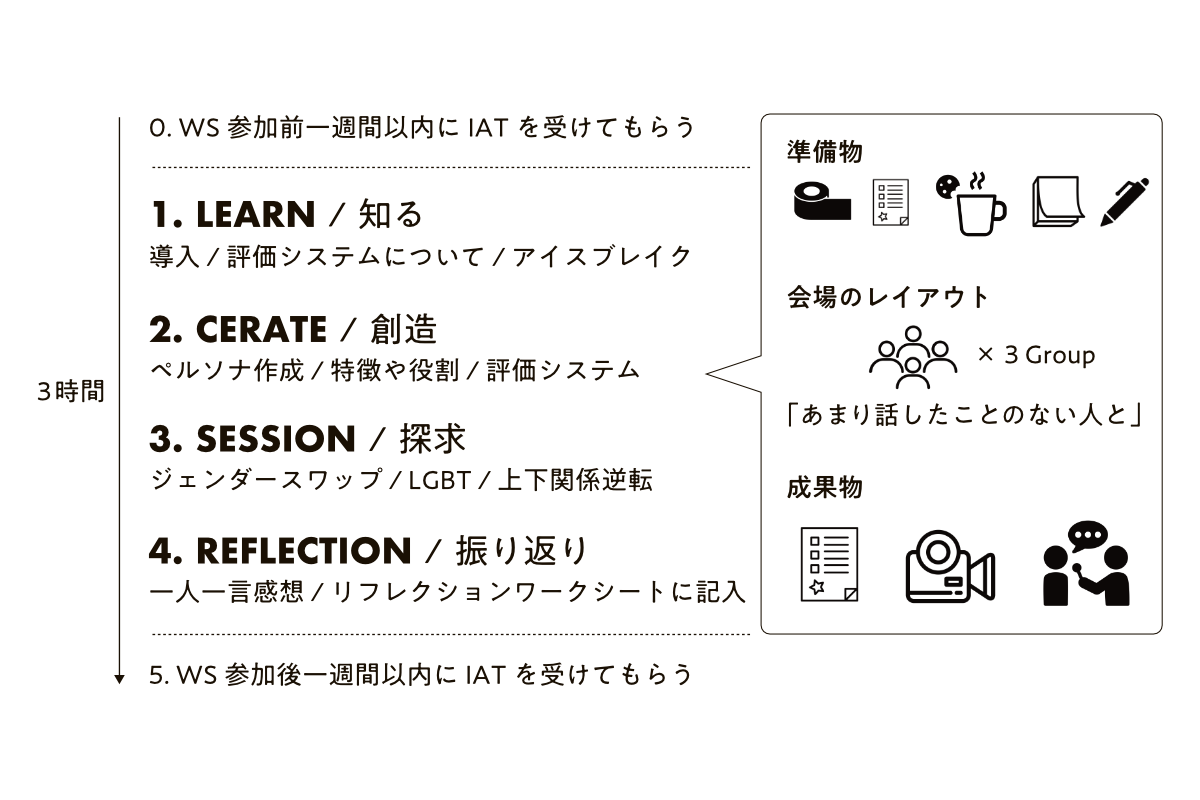 0. WS 参加前一週間以内に IAT を受けてもらう
1. LEARN / 知る
導入 / 評価システムについて / アイスブレイク
2. CERATE / 創造
ペルソナ作成 / 特徴や役割 / 評価システム
3時間
3. SESSION / 探求
ジェンダースワップ / LGBT / 上下関係逆転
4. REFLECTION / 振り返り
一人一言感想 / リフレクションワークシートに記入
5. WS 参加後一週間以内に IAT を受けてもらう
準備物
会場のレイアウト
× 3 Group
「あまり話したことのない人と」
成果物